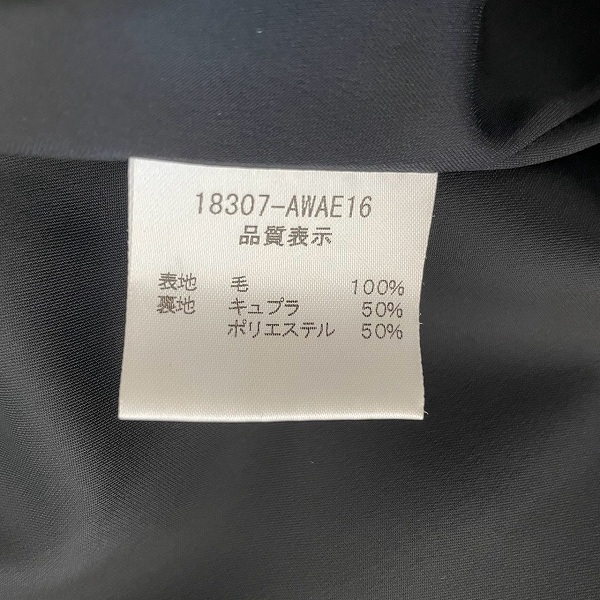 18307-AWAE16
品質表示
表地 毛 100%
裏地 キュプラ 50%
ポリエステル 50%